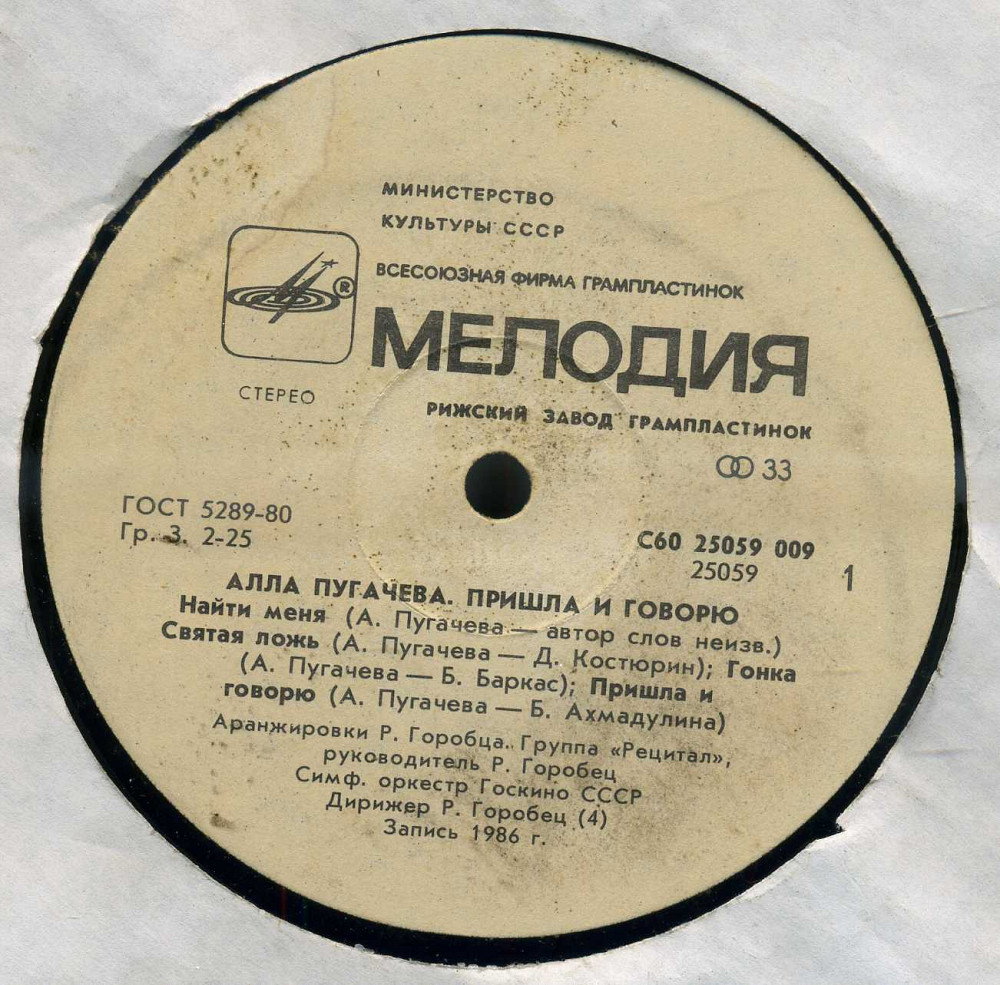 МИНИСТЕРСТВО
КУЛЬТУРЫ СССР
ВСЕСОЮЗНАЯ ФИРМА ГРАМПЛАСТИНОК
®
МЕЛОДИЯ
СТЕРЕО
РИЖСКИЙ ЗАВОД ГРАМПЛАСТИНОК
33
ГОСТ 5289-80
Гр. 3. 2-25
С60 25059 009
25059
1
АЛЛА ПУГАЧЕВА. ПРИШЛА И ГОВОРЮ
Найти меня (А. Пугачева — автор слов неизв.)
Святая ложь (А. Пугачева — Д. Костюрин); Гонка
(А. Пугачева — Б. Баркас); Пришла и
говорю (А. Пугачева — Б. Ахмадулина)
Аранжировки Р. Горобца. Группа «Рецитал»,
руководитель Р. Горобец
Симф. оркестр Госкино СССР
Дирижер Р. Горобец (4)
Запись 1986 г.